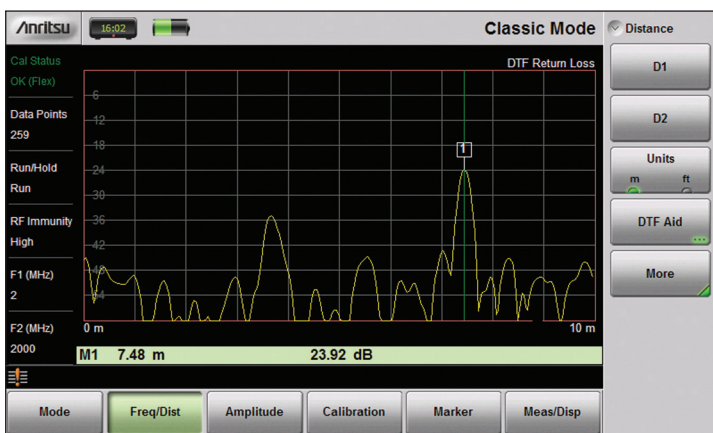 Anritsu
16:02
Classic Mode
Distance
Cal Status
OK (Flex)
DTF Return Loss
D1
Data Points
259
D2
Run/Hold
Run
Units
m ft
RF Immunity
High
DTF Aid
F1 (MHz)
2
More
F2 (MHz)
2000
6
12
18
24
30
36
42
48
54
1
0 m
10 m
M1 7.48 m 23.92 dB
Mode
Freq/Dist
Amplitude
Calibration
Marker
Meas/Disp